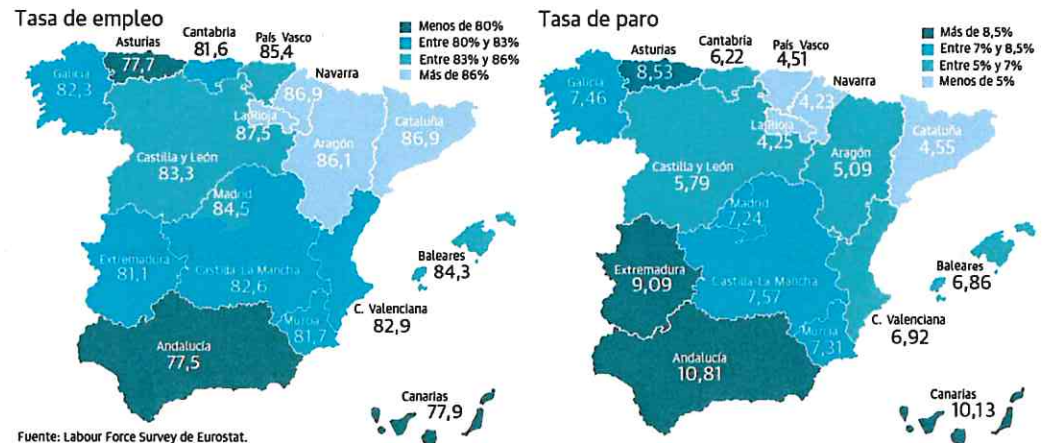 Tasa de empleo
Menos de 80%
Entre 80% y 83%
Entre 83% y 86%
Más de 86%
Asturias
77,7
Cantabria
81,6
País Vasco
85,4
Navarra
86,9
Galicia
82,3
La Rioja
87,5
Cataluña
86,9
Aragón
86,1
Castilla y León
83,3
Madrid
84,5
Extremadura
81,1
Castilla-La Mancha
82,6
Baleares
84,3
C. Valenciana
82,9
Murcia
81,7
Andalucía
77,5
Canarias
77,9
Fuente: Labour Force Survey de Eurostat.
Tasa de paro
Más de 8,5%
Entre 7% y 8,5%
Entre 5% y 7%
Menos de 5%
Asturias
8,53
Cantabria
6,22
País Vasco
4,51
Navarra
4,23
Galicia
7,46
La Rioja
4,25
Cataluña
4,55
Aragón
5,09
Castilla y León
5,79
Madrid
7,24
Extremadura
9,09
Castilla-La Mancha
7,57
Baleares
6,86
C. Valenciana
6,92
Murcia
7,31
Andalucía
10,81
Canarias
10,13